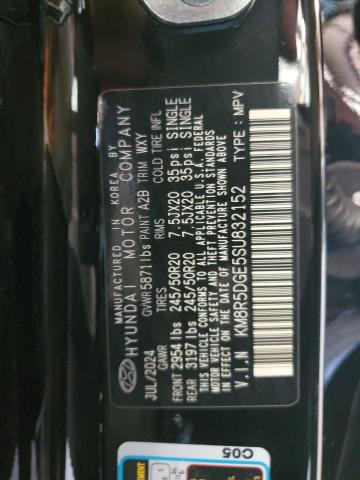 MANUFACTURED IN KOREA BY
HYUNDAI MOTOR COMPANY
JUL/2024 GVWR 5871 lbs PAINT A2B TRIM WXY
GAWR TIRES RIMS COLD TIRE INFL
FRONT 2954 lbs 245/50R20 7.5JX20 35psi SINGLE
REAR 3197 lbs 245/50R20 7.5JX20 35psi SINGLE
THIS VEHICLE CONFORMS TO ALL APPLICABLE U.S. FEDERAL
MOTOR VEHICLE SAFETY, BUMPER, AND THEFT PREVENTION STANDARDS
IN EFFECT ON THE DATE OF MANUFACTURE SHOWN ABOVE.
V.I.N KM8R5DGE5SU832152 TYPE : MPV
C05